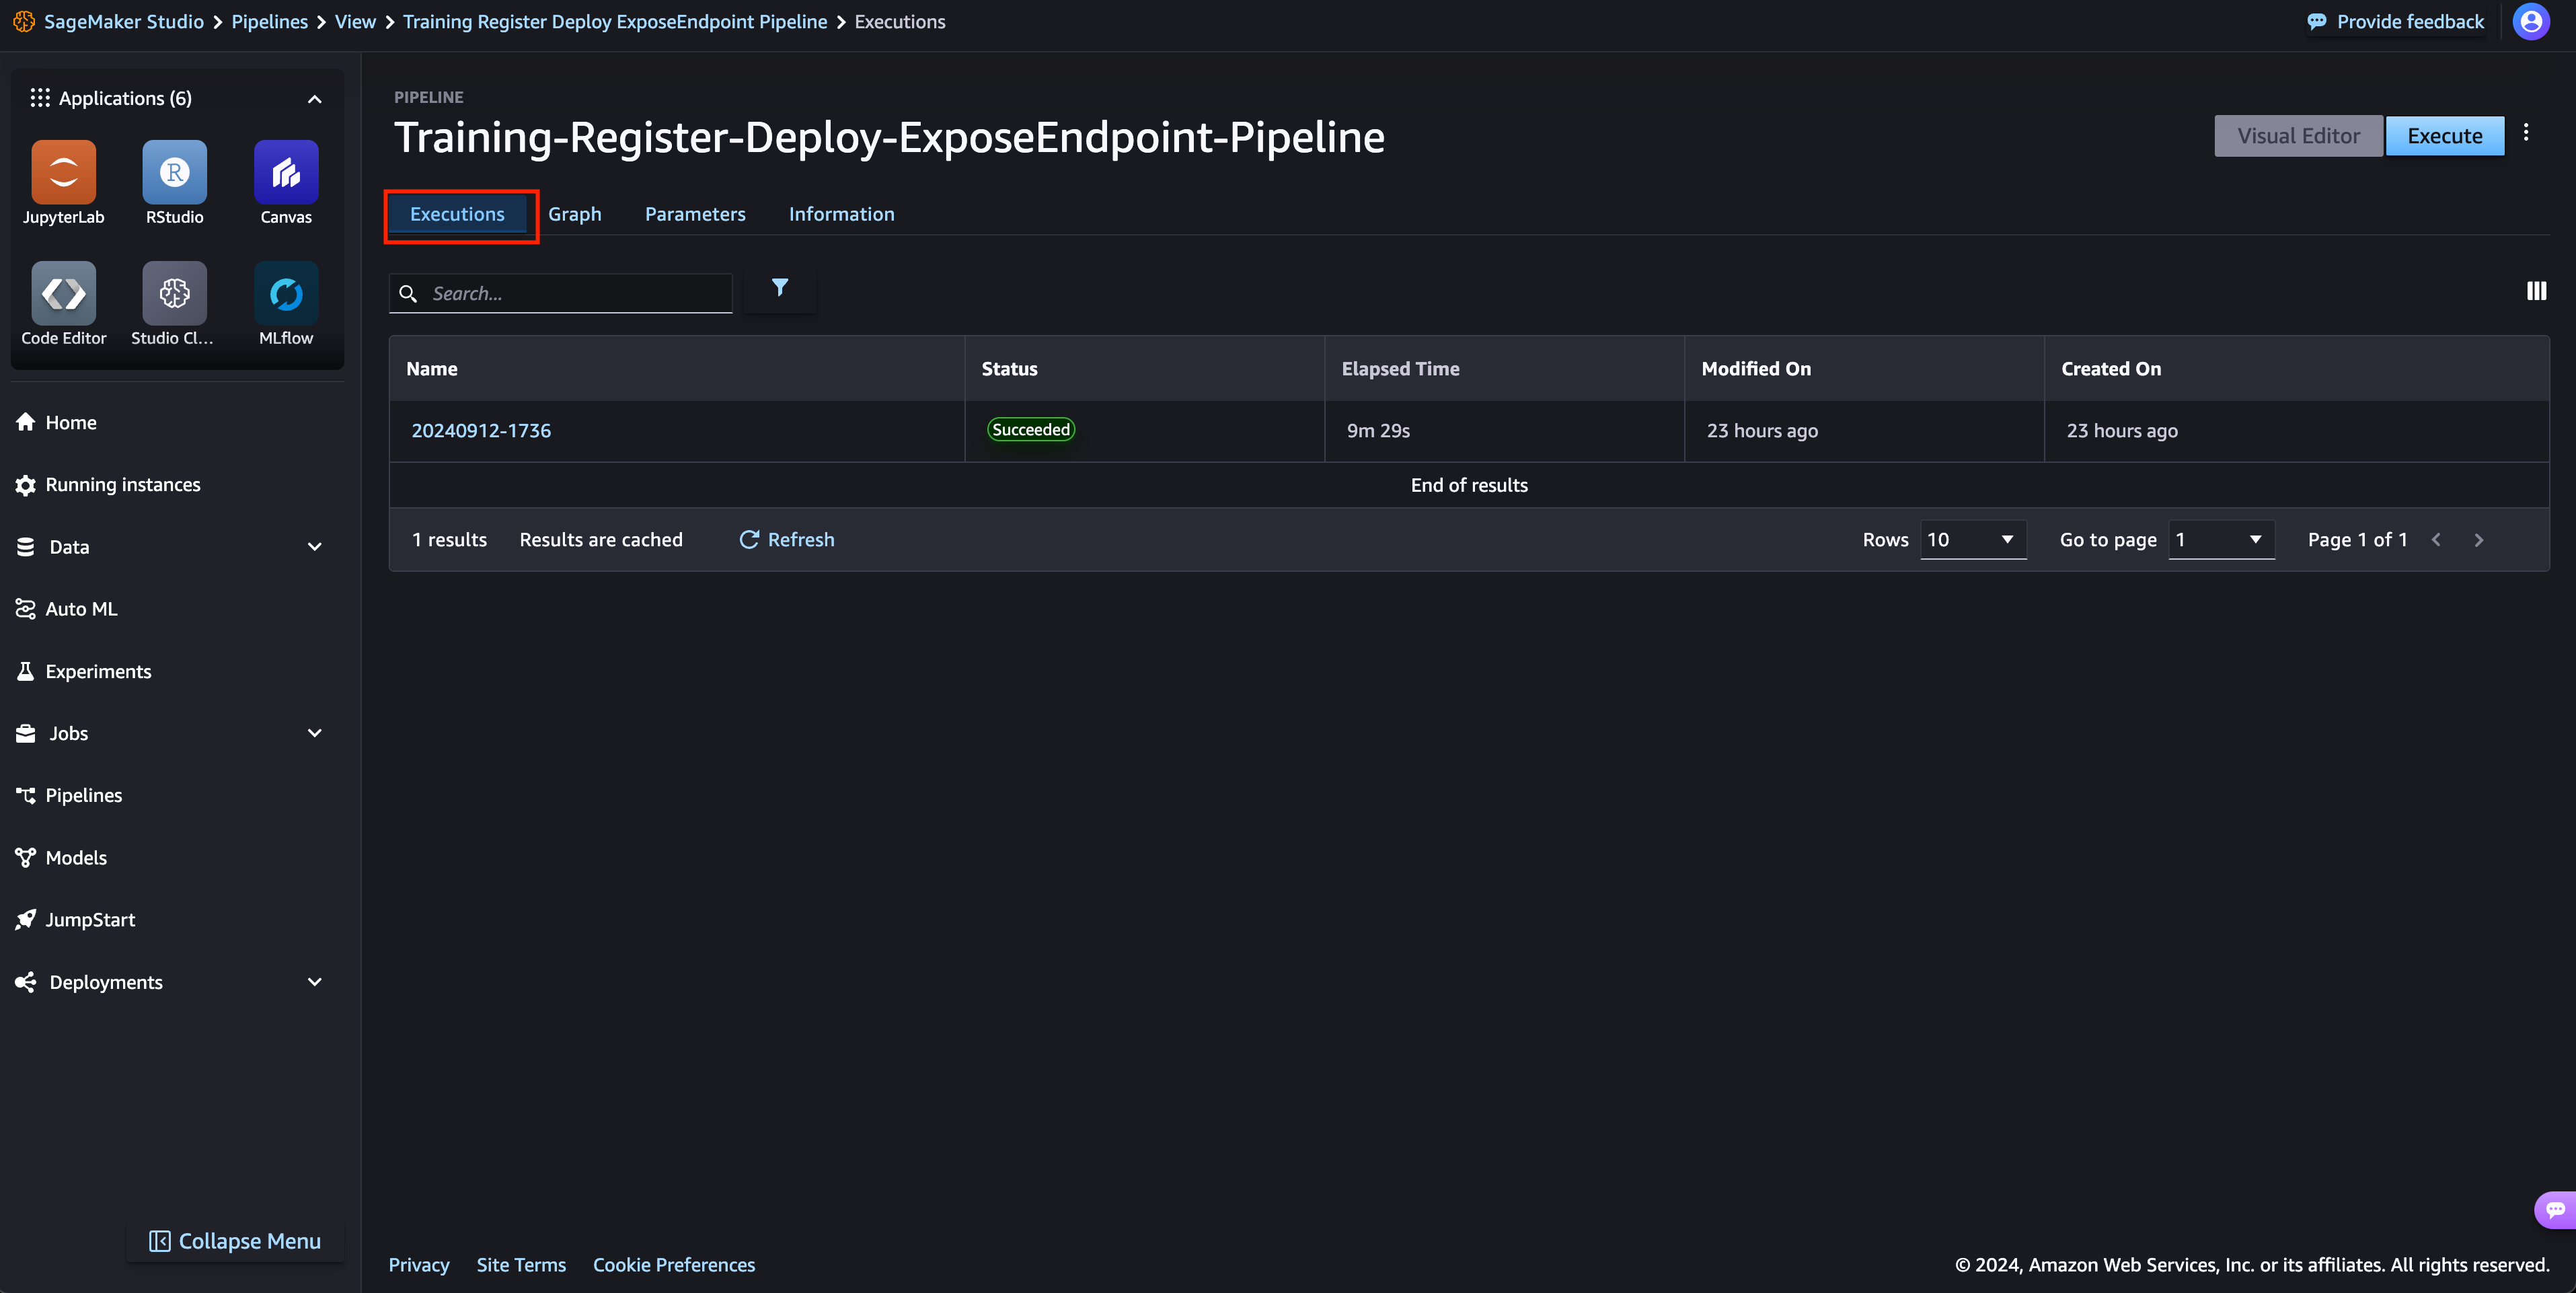 SageMaker Studio > Pipelines > View > Training Register Deploy ExposeEndpoint Pipeline > Executions
Provide feedback
Applications (6)
JupyterLab
RStudio
Canvas
Code Editor
Studio Cl...
MLflow
Home
Running instances
Data
Auto ML
Experiments
Jobs
Pipelines
Models
JumpStart
Deployments
Collapse Menu
PIPELINE
Training-Register-Deploy-ExposeEndpoint-Pipeline
Visual Editor
Execute
Executions Graph Parameters Information
Search...
Name Status Elapsed Time Modified On Created On
20240912-1736 Succeeded 9m 29s 23 hours ago 23 hours ago
End of results
1 results Results are cached Refresh Rows 10 Go to page 1 Page 1 of 1
Privacy Site Terms Cookie Preferences
© 2024, Amazon Web Services, Inc. or its affiliates. All rights reserved.